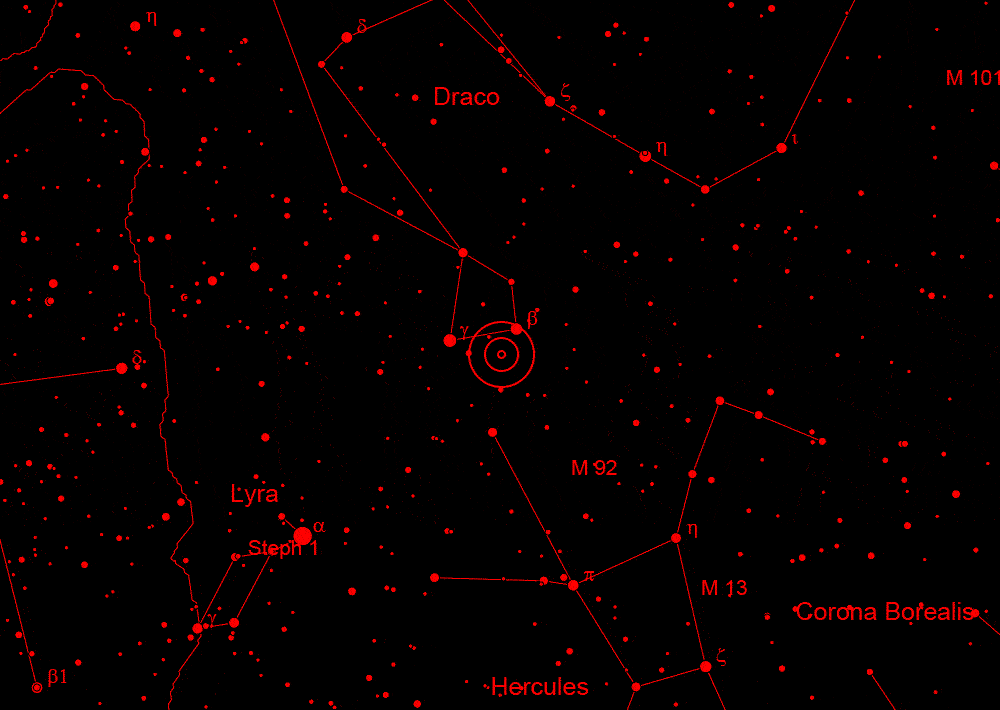 η
δ
M 101
Draco
ζ
η
ι
β
γ
δ
M 92
Lyra
α
η
Steph 1
π
M 13
Corona Borealis
γ
ζ
β1
Hercules